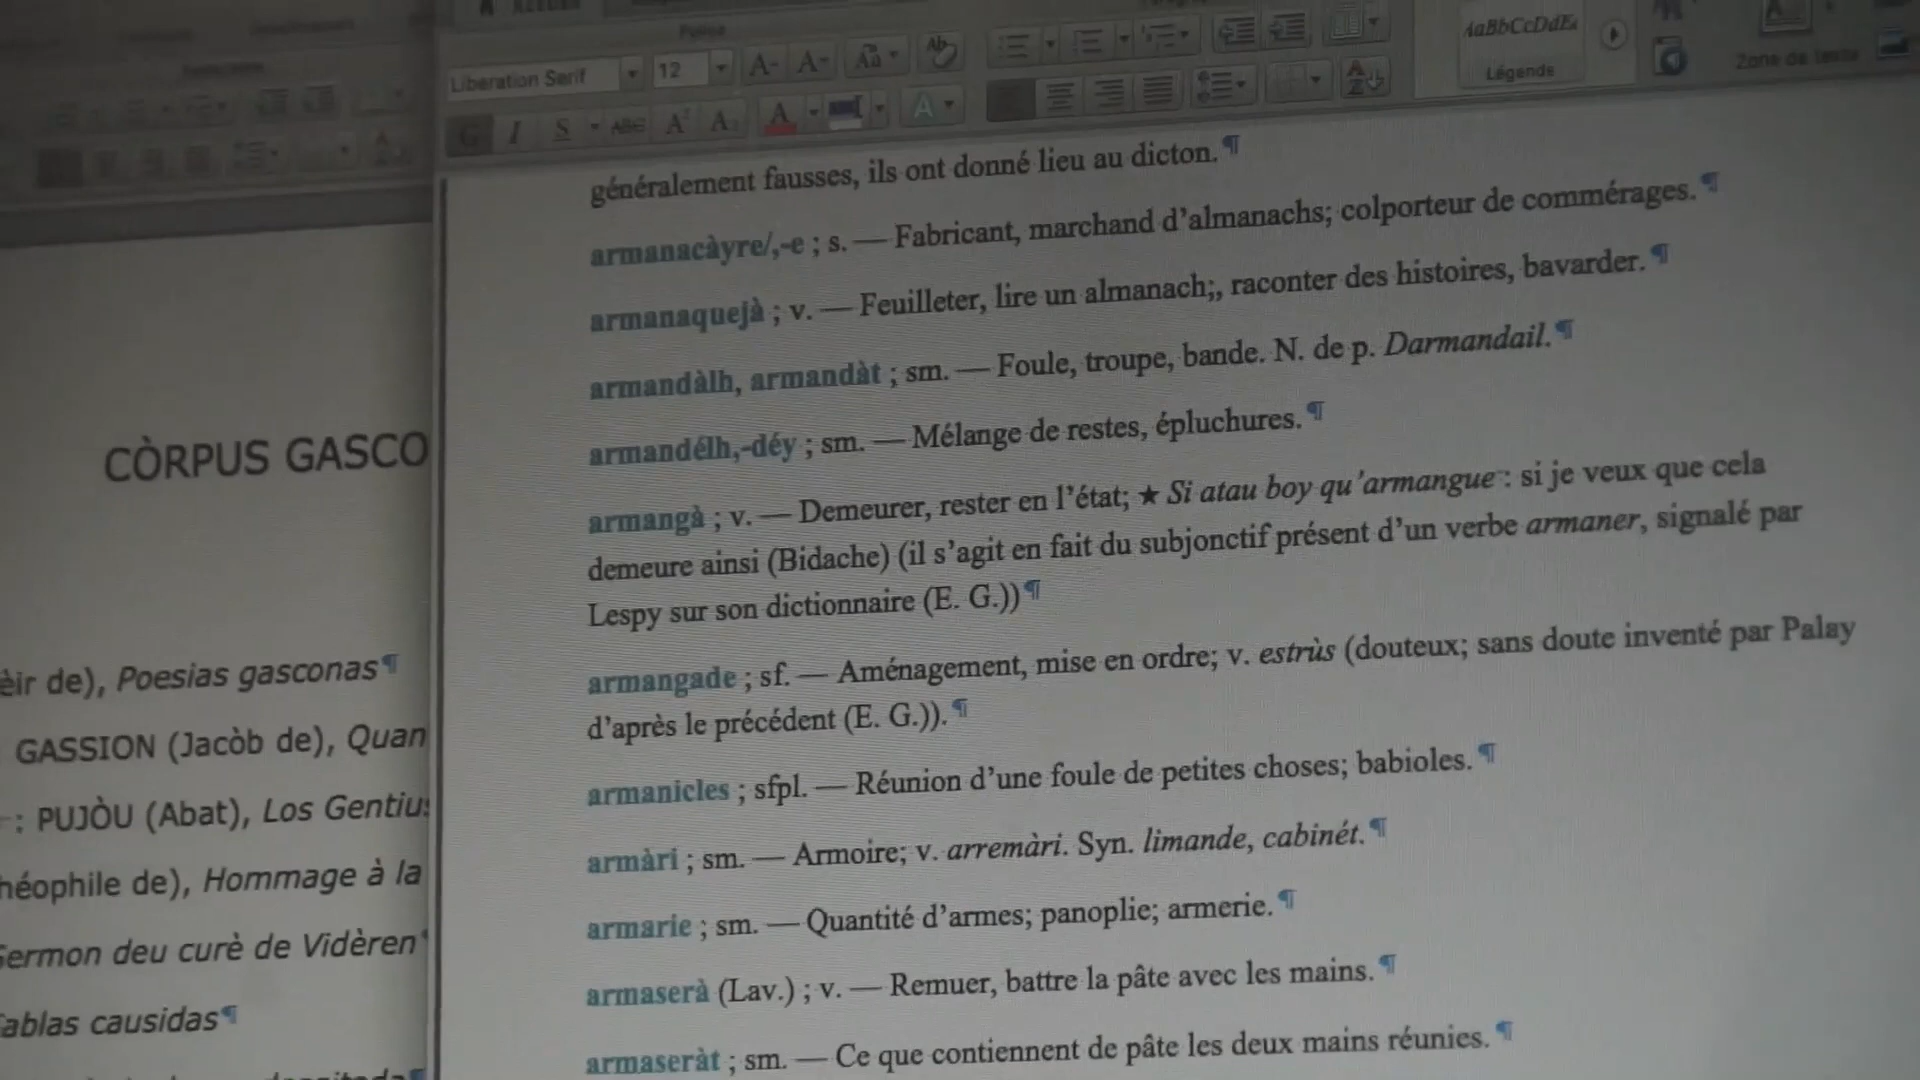 Liberation Serif
12
AaBbCcDdEe
Légende
Zone de texte
généralement fausses, ils ont donné lieu au dicton.¶
armanacàyre/,-e ; s. — Fabricant, marchand d’almanachs; colporteur de commérages.¶
armanaquejà ; v. — Feuilleter, lire un almanach;, raconter des histoires, bavarder.¶
armandàlh, armandàt ; sm. — Foule, troupe, bande. N. de p. Darmandail.¶
armandélh,-déy ; sm. — Mélange de restes, épluchures.¶
armangà ; v. — Demeurer, rester en l’état; ★ Si atau boy qu’armangue : si je veux que cela
demeure ainsi (Bidache) (il s’agit en fait du subjonctif présent d’un verbe armaner, signalé par
Lespy sur son dictionnaire (E. G.))¶
armangade ; sf. — Aménagement, mise en ordre; v. estrùs (douteux; sans doute inventé par Palay
d’après le précédent (E. G.)).¶
armanicles ; sfpl. — Réunion d’une foule de petites choses; babioles.¶
armàri ; sm. — Armoire; v. arremàri. Syn. limande, cabinét.¶
armarie ; sm. — Quantité d’armes; panoplie; armerie.¶
armaserà (Lav.) ; v. — Remuer, battre la pâte avec les mains.¶
armaseràt ; sm. — Ce que contiennent de pâte les deux mains réunies.¶
CÒRPUS GASCO
èir de), Poesias gasconas¶
GASSION (Jacòb de), Quan
: PUJÒU (Abat), Los Gentius
héophile de), Hommage à la
Sermon deu curè de Vidèren
ablas causidas¶